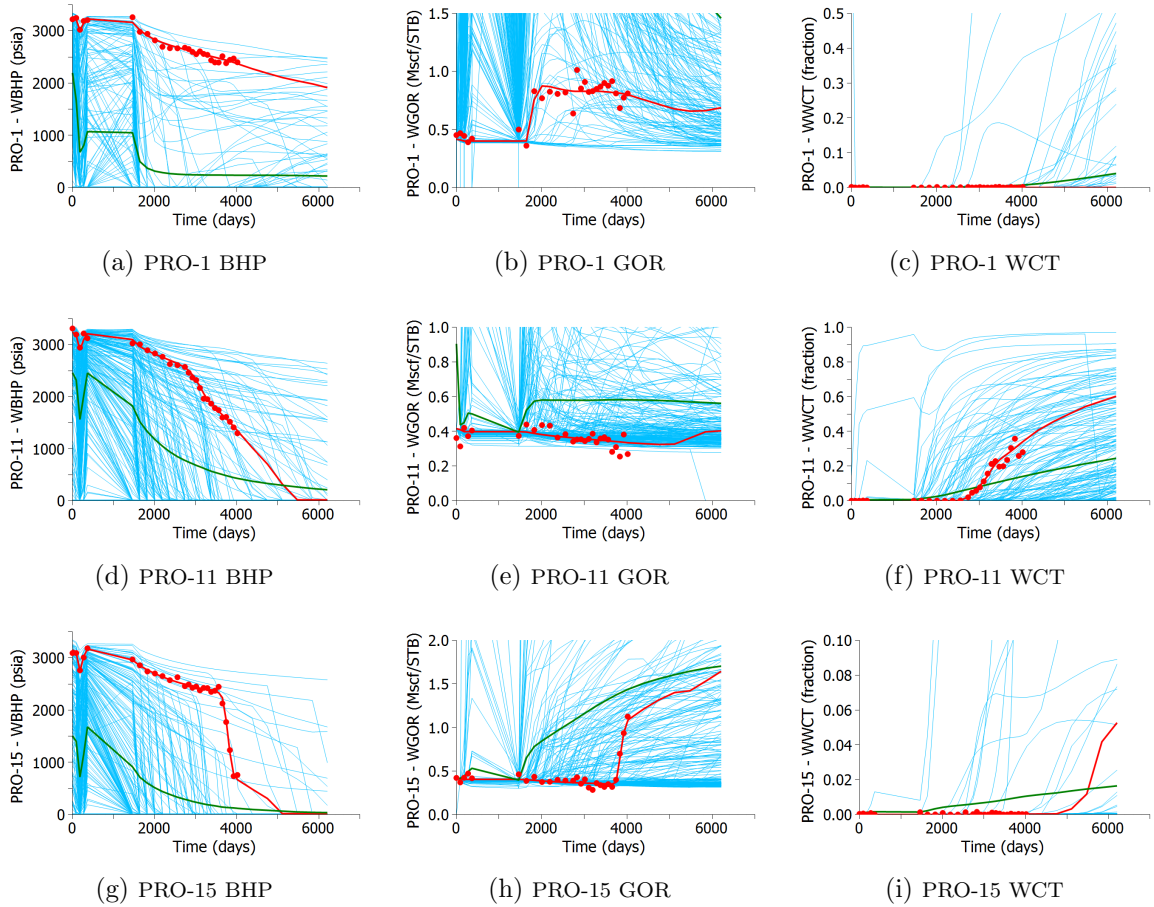 PRO-1 - WBHP (psia)
3000
2000
1000
0
0 2000 4000 6000
Time (days)
(a) PRO-1 BHP
PRO-1 - WGOR (Mscf/STB)
1.5
1.0
0.5
0.0
0 2000 4000 6000
Time (days)
(b) PRO-1 GOR
PRO-1 - WWCT (fraction)
0.5
0.4
0.3
0.2
0.1
0.0
0 2000 4000 6000
Time (days)
(c) PRO-1 WCT
PRO-11 - WBHP (psia)
3000
2000
1000
0
0 2000 4000 6000
Time (days)
(d) PRO-11 BHP
PRO-11 - WGOR (Mscf/STB)
1.0
0.8
0.6
0.4
0.2
0.0
0 2000 4000 6000
Time (days)
(e) PRO-11 GOR
PRO-11 - WWCT (fraction)
1.0
0.8
0.6
0.4
0.2
0.0
0 2000 4000 6000
Time (days)
(f) PRO-11 WCT
PRO-15 - WBHP (psia)
3000
2000
1000
0
0 2000 4000 6000
Time (days)
(g) PRO-15 BHP
PRO-15 - WGOR (Mscf/STB)
2.0
1.5
1.0
0.5
0.0
0 2000 4000 6000
Time (days)
(h) PRO-15 GOR
PRO-15 - WWCT (fraction)
0.10
0.08
0.06
0.04
0.02
0.00
0 2000 4000 6000
Time (days)
(i) PRO-15 WCT